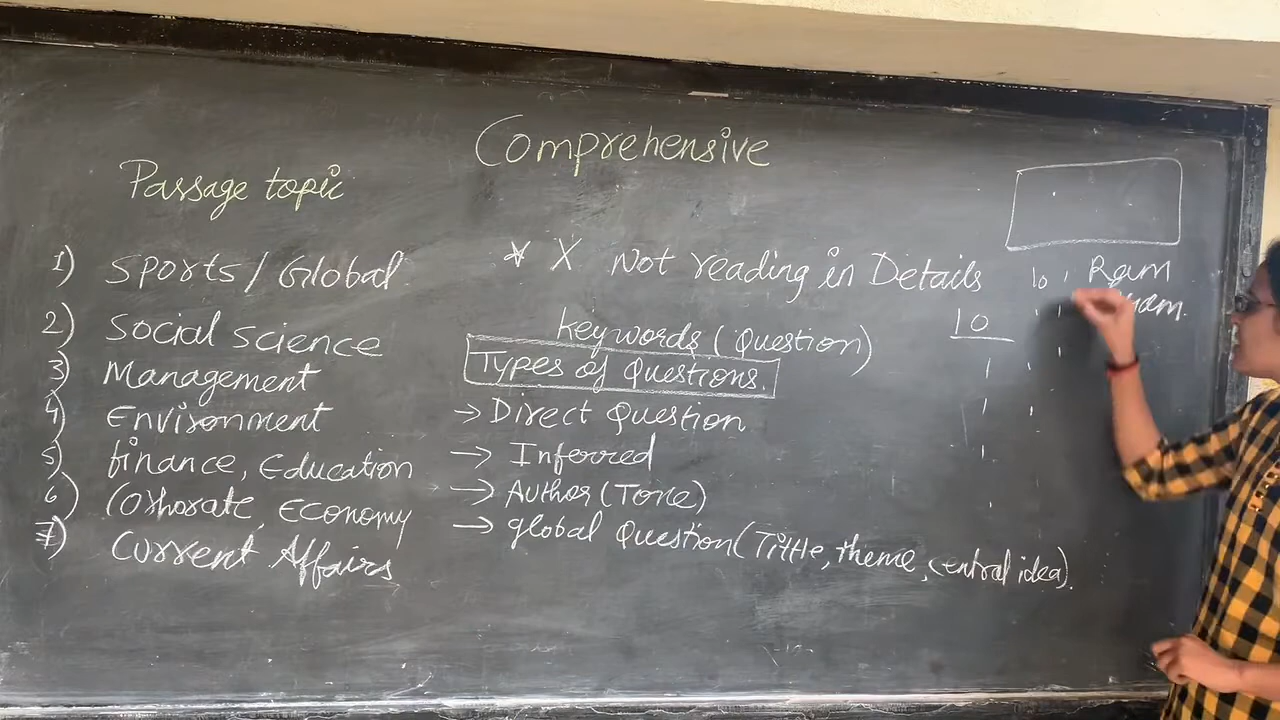 Comprehensive
Passage topic
1) Sports / Global
2) Social Science
3) Management
4) Environment
5) finance, Education
6) Corporate, Economy
7) Current Affairs
* X Not reading in Details
Keywords (Question)
Types of Questions.
→ Direct Question
→ Inferred
→ Author (Tone)
→ global Question (Tittle, theme, central idea).
10
10 Ram